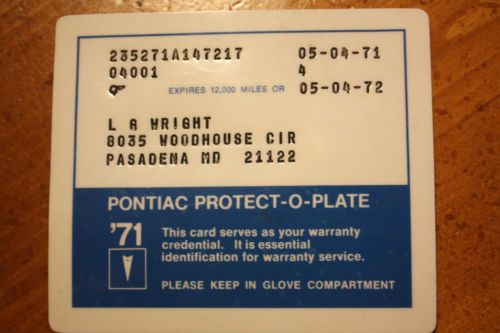 235271A147217 05-04-71
04001 4
EXPIRES 12,000 MILES OR 05-04-72
L A WRIGHT
8035 WOODHOUSE CIR
PASADENA MD 21122
PONTIAC PROTECT-O-PLATE
'71
This card serves as your warranty
credential. It is essential
identification for warranty service.
PLEASE KEEP IN GLOVE COMPARTMENT